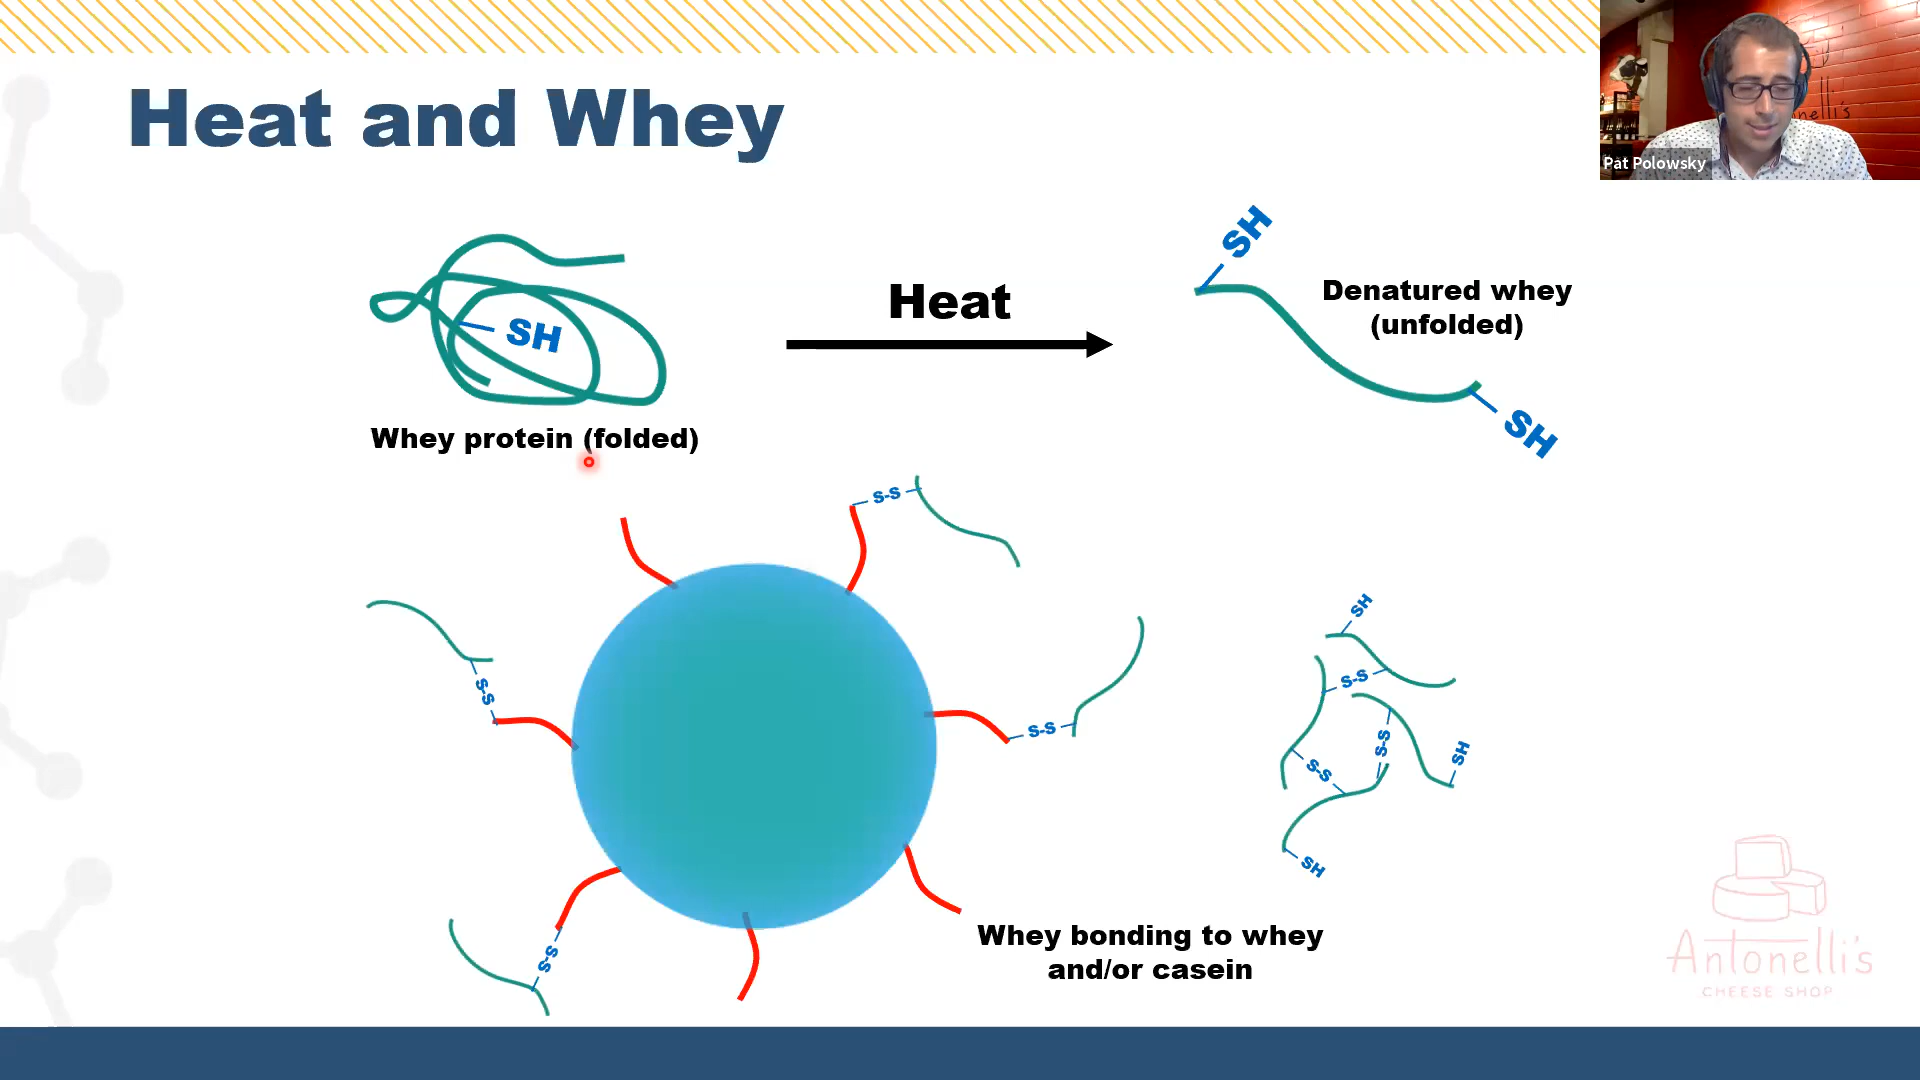 Heat and Whey
nelli's
Pat Polowsky
SH
SH
Heat
Denatured whey
(unfolded)
SH
Whey protein (folded)
S-S
SH
S-S
S-S
S-S
S-S
SH
S-S
SH
S-S
Whey bonding to whey
and/or casein
Antonelli's
CHEESE SHOP